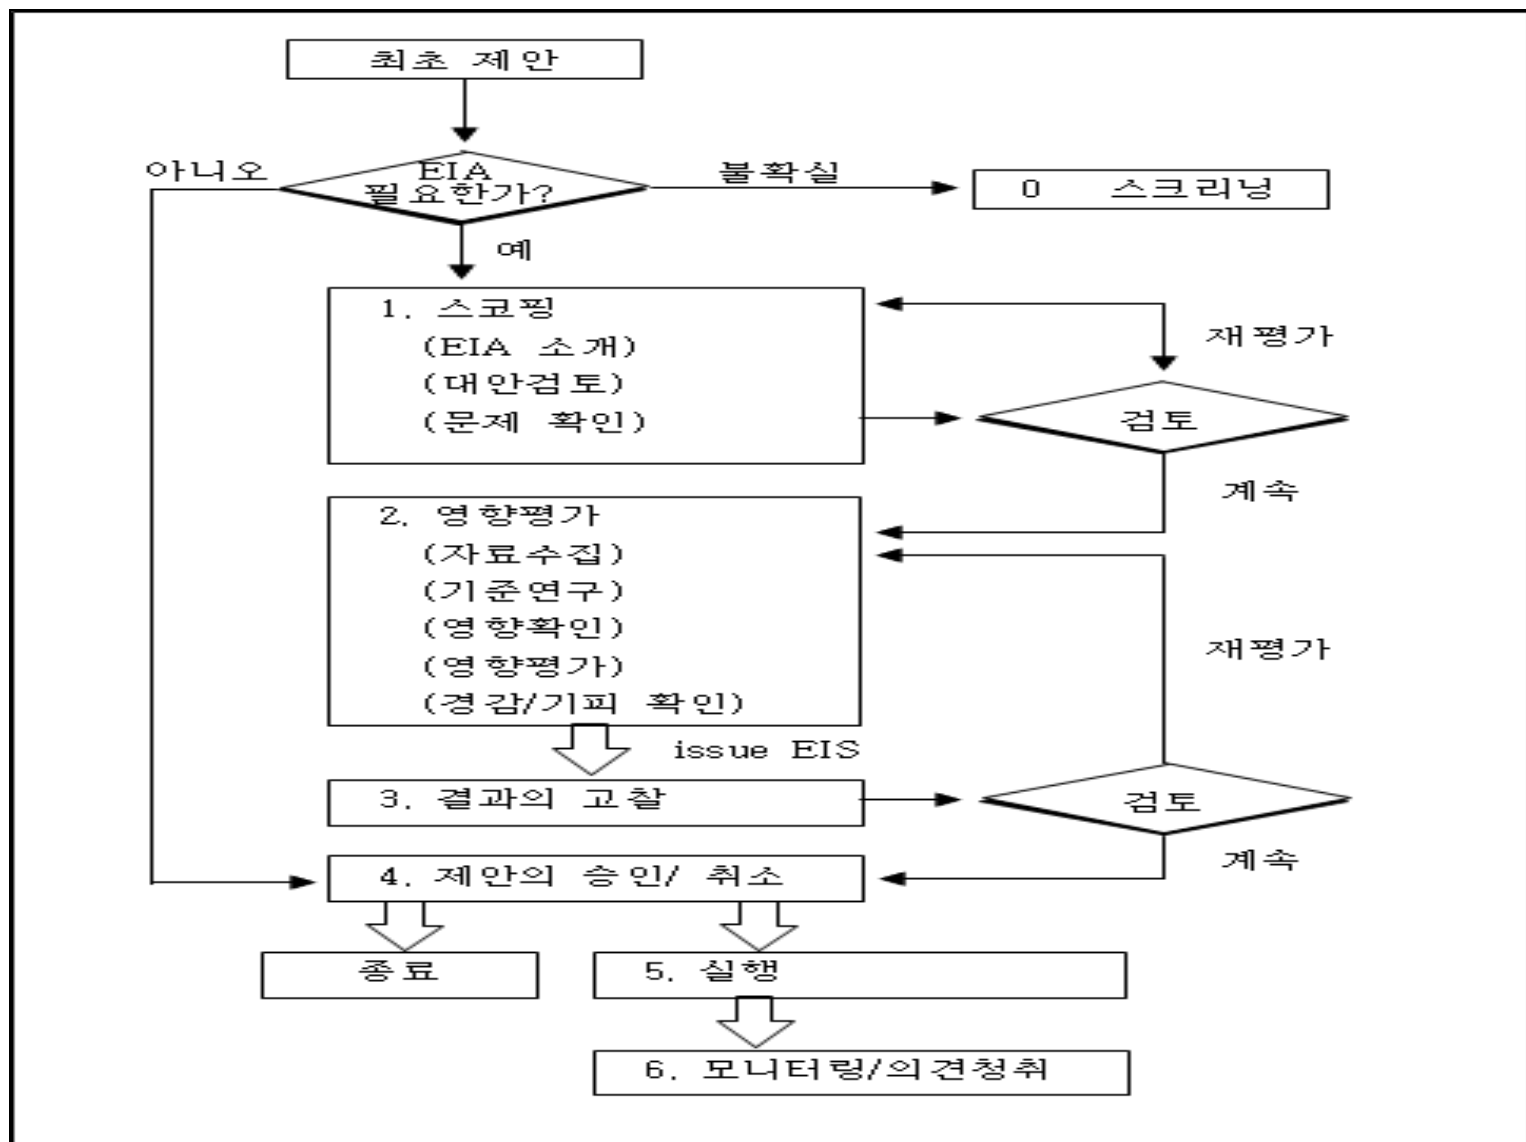 최초 제안
아니오
EIA
필요한가?
불확실
0 스크리닝
예
1. 스코핑
(EIA 소개)
(대안검토)
(문제 확인)
재평가
검토
계속
2. 영향평가
(자료수집)
(기준연구)
(영향확인)
(영향평가)
(경감/기피 확인)
재평가
issue EIS
3. 결과의 고찰
검토
계속
4. 제안의 승인/ 취소
종료
5. 실행
6. 모니터링/의견청취